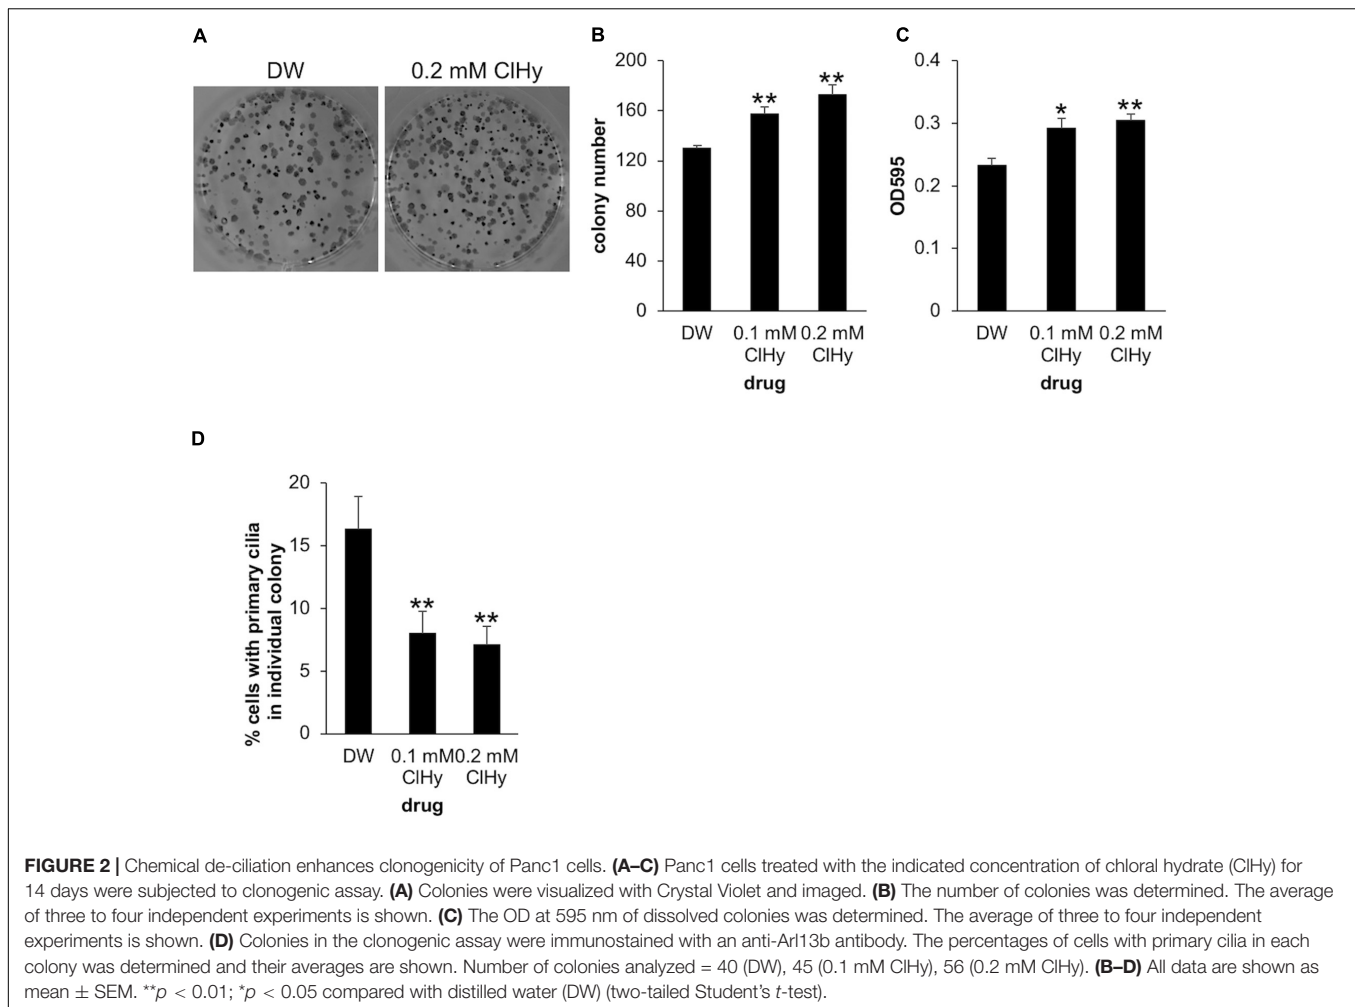 A
DW
0.2 mM ClHy
B
200
160
120
80
40
0
colony number
**
**
DW
0.1 mM
ClHy
0.2 mM
ClHy
drug
C
0.4
0.3
0.2
0.1
0
OD595
*
**
DW
0.1 mM
ClHy
0.2 mM
ClHy
drug
D
20
15
10
5
0
% cells with primary cilia
in individual colony
**
**
DW
0.1 mM
ClHy
0.2 mM
ClHy
drug
FIGURE 2 | Chemical de-ciliation enhances clonogenicity of Panc1 cells. (A–C) Panc1 cells treated with the indicated concentration of chloral hydrate (ClHy) for
14 days were subjected to clonogenic assay. (A) Colonies were visualized with Crystal Violet and imaged. (B) The number of colonies was determined. The average
of three to four independent experiments is shown. (C) The OD at 595 nm of dissolved colonies was determined. The average of three to four independent
experiments is shown. (D) Colonies in the clonogenic assay were immunostained with an anti-Arl13b antibody. The percentages of cells with primary cilia in each
colony was determined and their averages are shown. Number of colonies analyzed = 40 (DW), 45 (0.1 mM ClHy), 56 (0.2 mM ClHy). (B–D) All data are shown as
mean ± SEM. **p < 0.01; *p < 0.05 compared with distilled water (DW) (two-tailed Student's t-test).